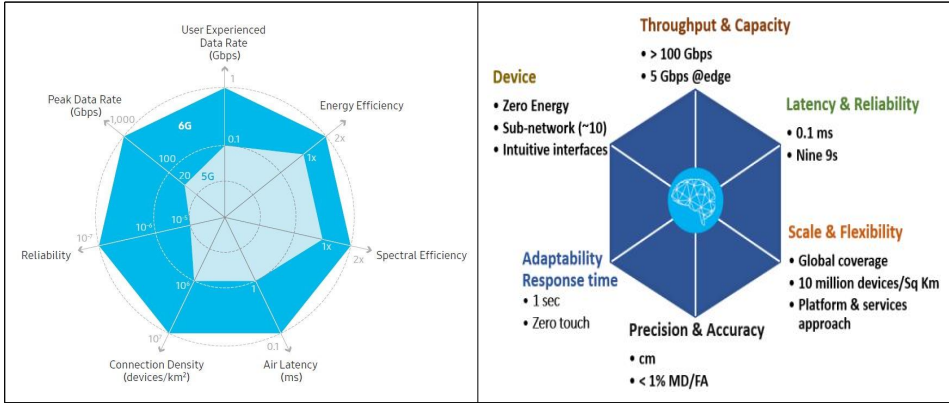 User Experienced
Data Rate
(Gbps)
1
Peak Data Rate
(Gbps)
1,000
Energy Efficiency
2x
6G
0.1
1x
100
20
5G
10⁻⁷
10⁻⁶
10⁻⁵
Reliability
1x
2x
Spectral Efficiency
10⁶
1
10⁷
0.1
Connection Density
(devices/km²)
Air Latency
(ms)
Throughput & Capacity
• > 100 Gbps
• 5 Gbps @edge
Device
• Zero Energy
• Sub-network (~10)
• Intuitive interfaces
Latency & Reliability
• 0.1 ms
• Nine 9s
Adaptability
Response time
• 1 sec
• Zero touch
Scale & Flexibility
• Global coverage
• 10 million devices/Sq Km
• Platform & services
approach
Precision & Accuracy
• cm
• < 1% MD/FA